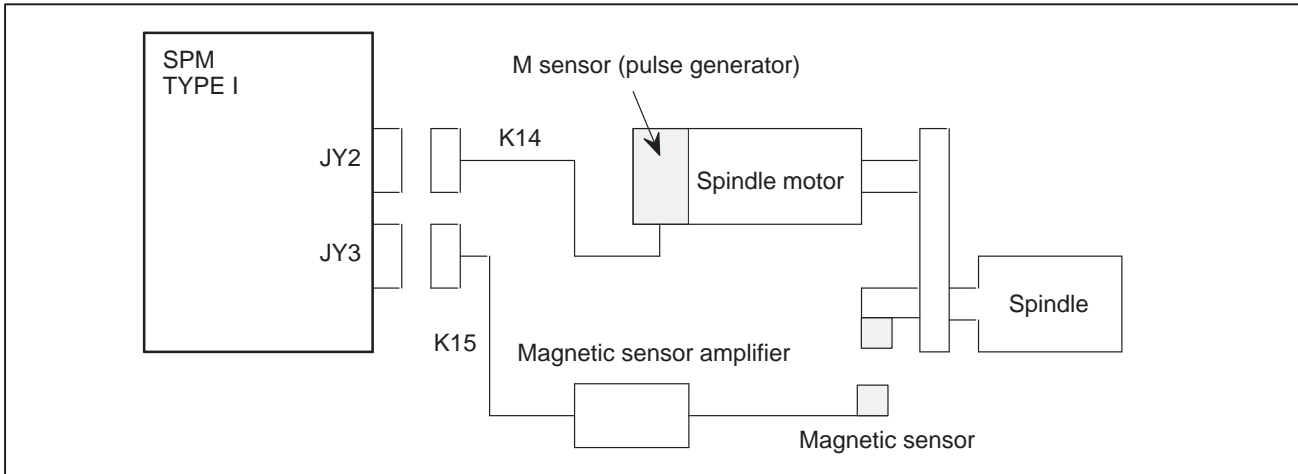 SPM
TYPE I
M sensor (pulse generator)
JY2
K14
Spindle motor
JY3
Spindle
K15
Magnetic sensor amplifier
Magnetic sensor